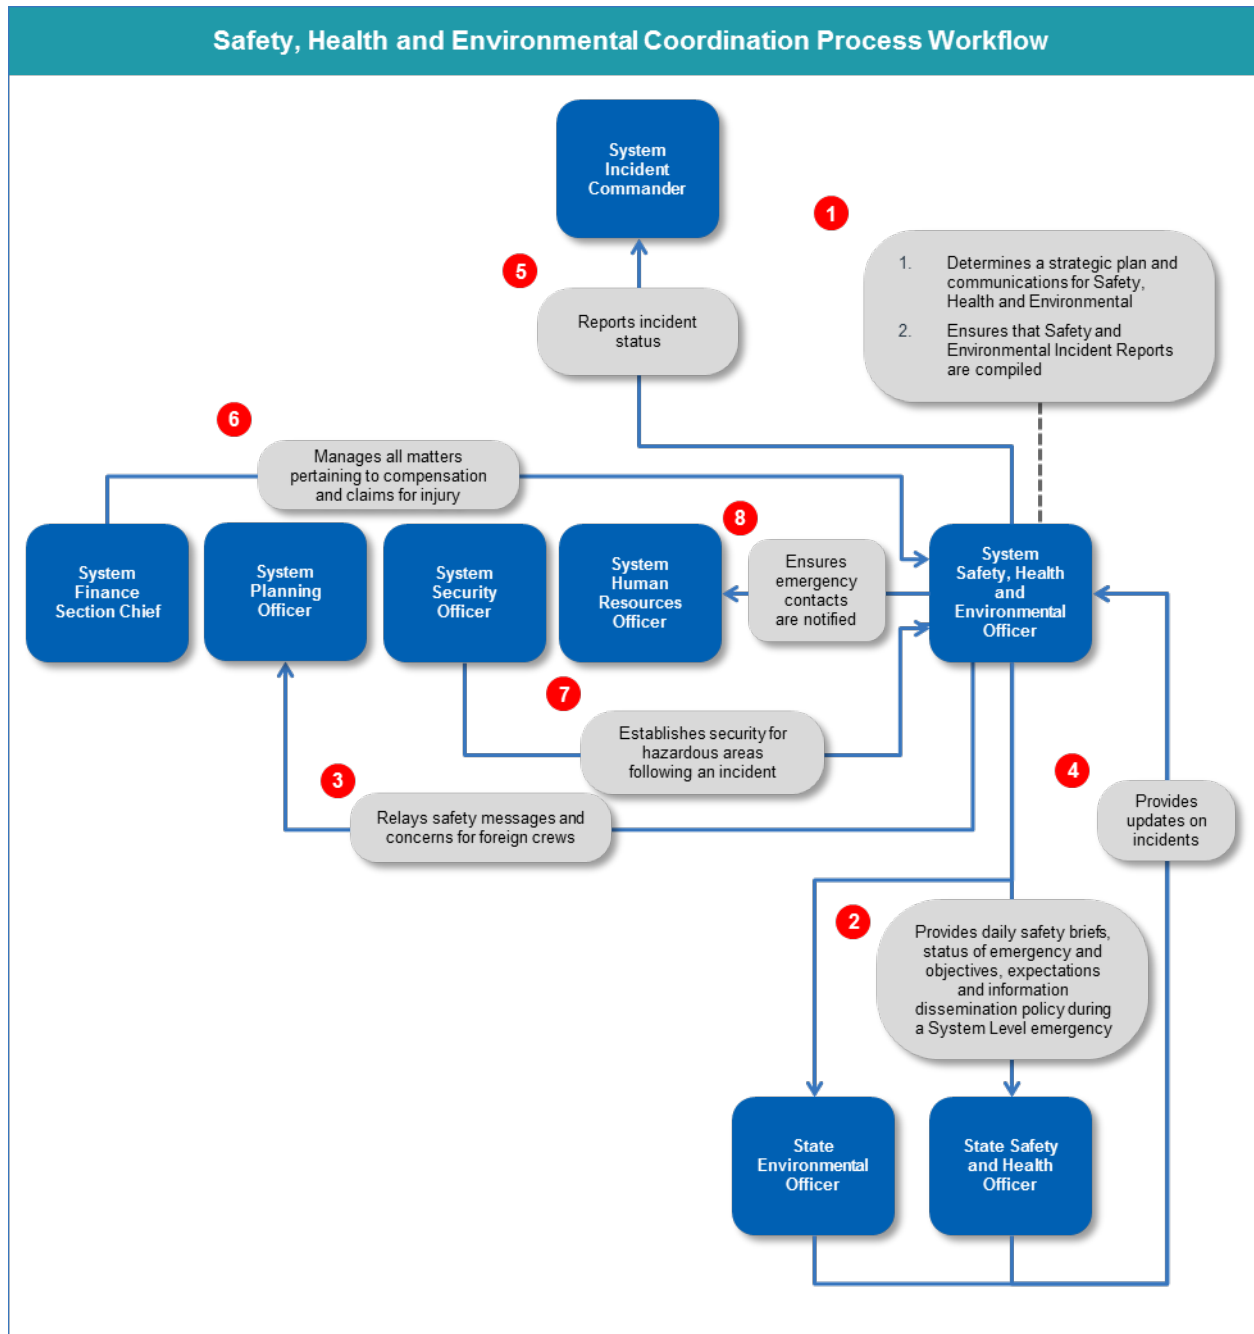 Safety, Health and Environmental Coordination Process Workflow
System
Incident
Commander
1
1. Determines a strategic plan and
communications for Safety,
Health and Environmental
2. Ensures that Safety and
Environmental Incident Reports
are compiled
5
Reports incident
status
6
Manages all matters
pertaining to compensation
and claims for injury
System
Finance
Section Chief
System
Planning
Officer
System
Security
Officer
System
Human
Resources
Officer
8
Ensures
emergency
contacts
are notified
System
Safety, Health
and
Environmental
Officer
7
Establishes security for
hazardous areas
following an incident
3
Relays safety messages and
concerns for foreign crews
4
Provides
updates on
incidents
2
Provides daily safety briefs,
status of emergency and
objectives, expectations
and information
dissemination policy during
a System Level emergency
State
Environmental
Officer
State Safety
and Health
Officer